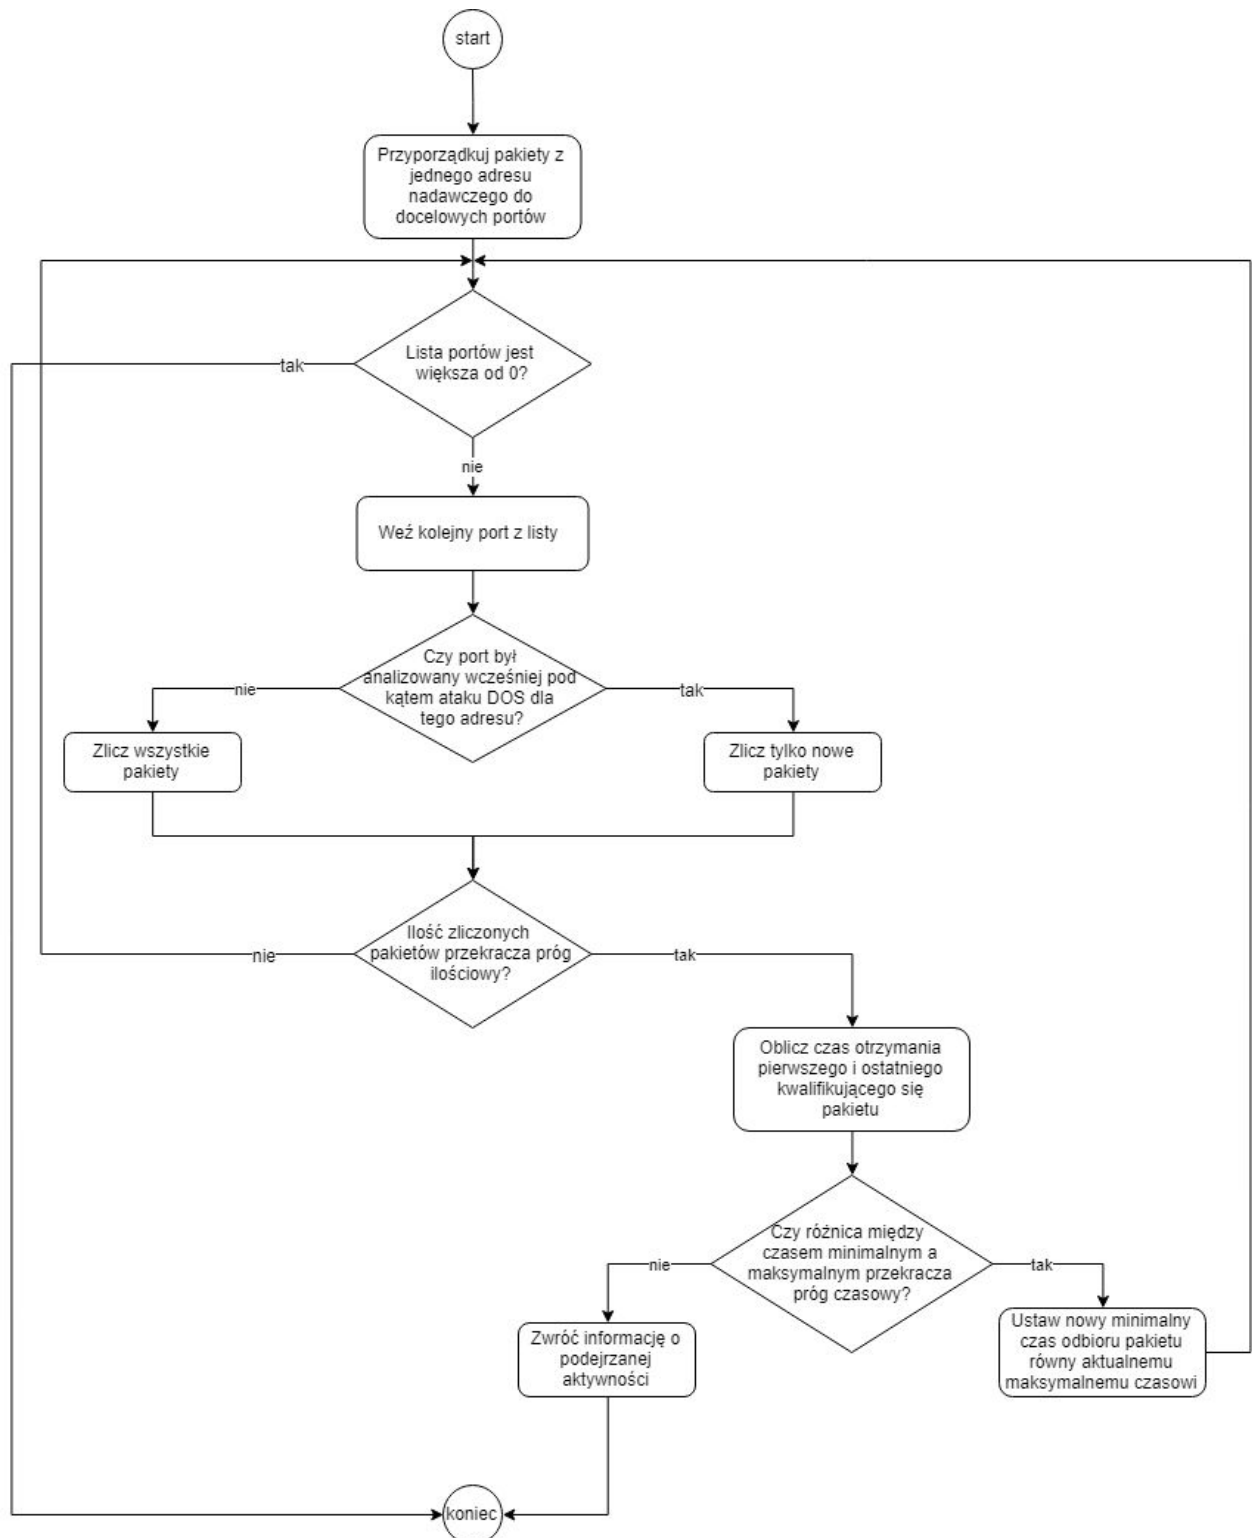 start
Przyporządkuj pakiety z
jednego adresu
nadawczego do
docelowych portów
Lista portów jest
większa od 0?
tak
nie
Weź kolejny port z listy
Czy port był
analizowany wcześniej pod
kątem ataku DOS dla
tego adresu?
nie
tak
Zlicz wszystkie
pakiety
Zlicz tylko nowe
pakiety
Ilość zliczonych
pakietów przekracza próg
ilościowy?
nie
tak
Oblicz czas otrzymania
pierwszego i ostatniego
kwalifikującego się
pakietu
Czy różnica między
czasem minimalnym a
maksymalnym przekracza
próg czasowy?
nie
tak
Zwróć informację o
podejrzanej
aktywności
Ustaw nowy minimalny
czas odbioru pakietu
równy aktualnemu
maksymalnemu czasowi
koniec